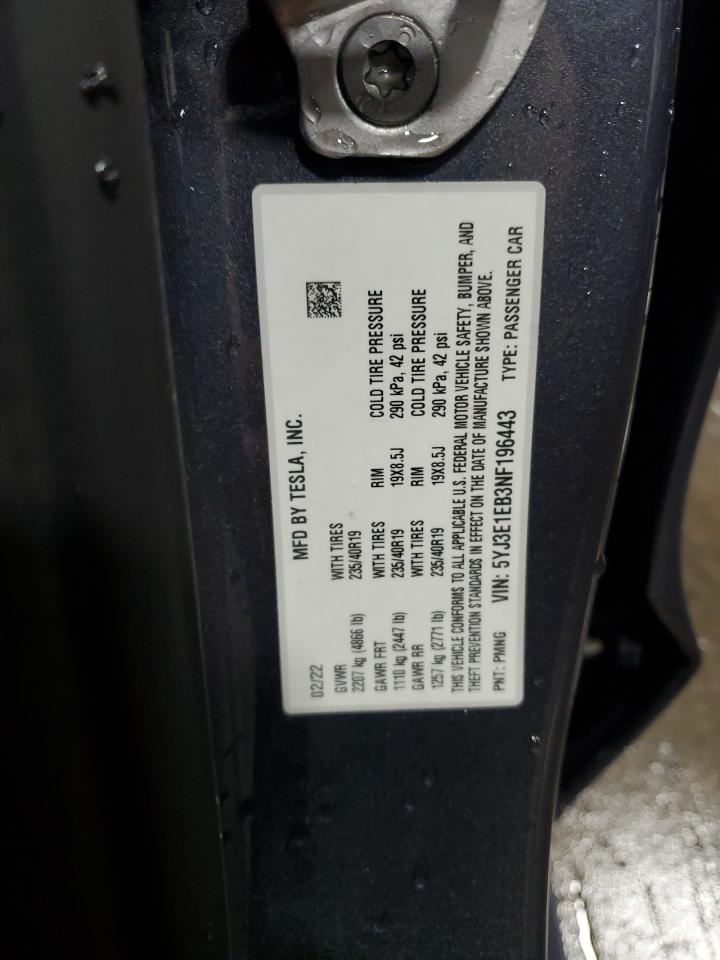 02/22 MFD BY TESLA, INC.
GVWR WITH TIRES
2207 kg (4866 lb) 235/40R19
GAWR FRT WITH TIRES RIM COLD TIRE PRESSURE
1110 kg (2447 lb) 235/40R19 19X8.5J 290 kPa, 42 psi
GAWR RR WITH TIRES RIM COLD TIRE PRESSURE
1257 kg (2771 lb) 235/40R19 19X8.5J 290 kPa, 42 psi
THIS VEHICLE CONFORMS TO ALL APPLICABLE U.S. FEDERAL MOTOR VEHICLE SAFETY, BUMPER, AND
THEFT PREVENTION STANDARDS IN EFFECT ON THE DATE OF MANUFACTURE SHOWN ABOVE.
PNT: PMNG VIN: 5YJ3E1EB3NF196443 TYPE: PASSENGER CAR